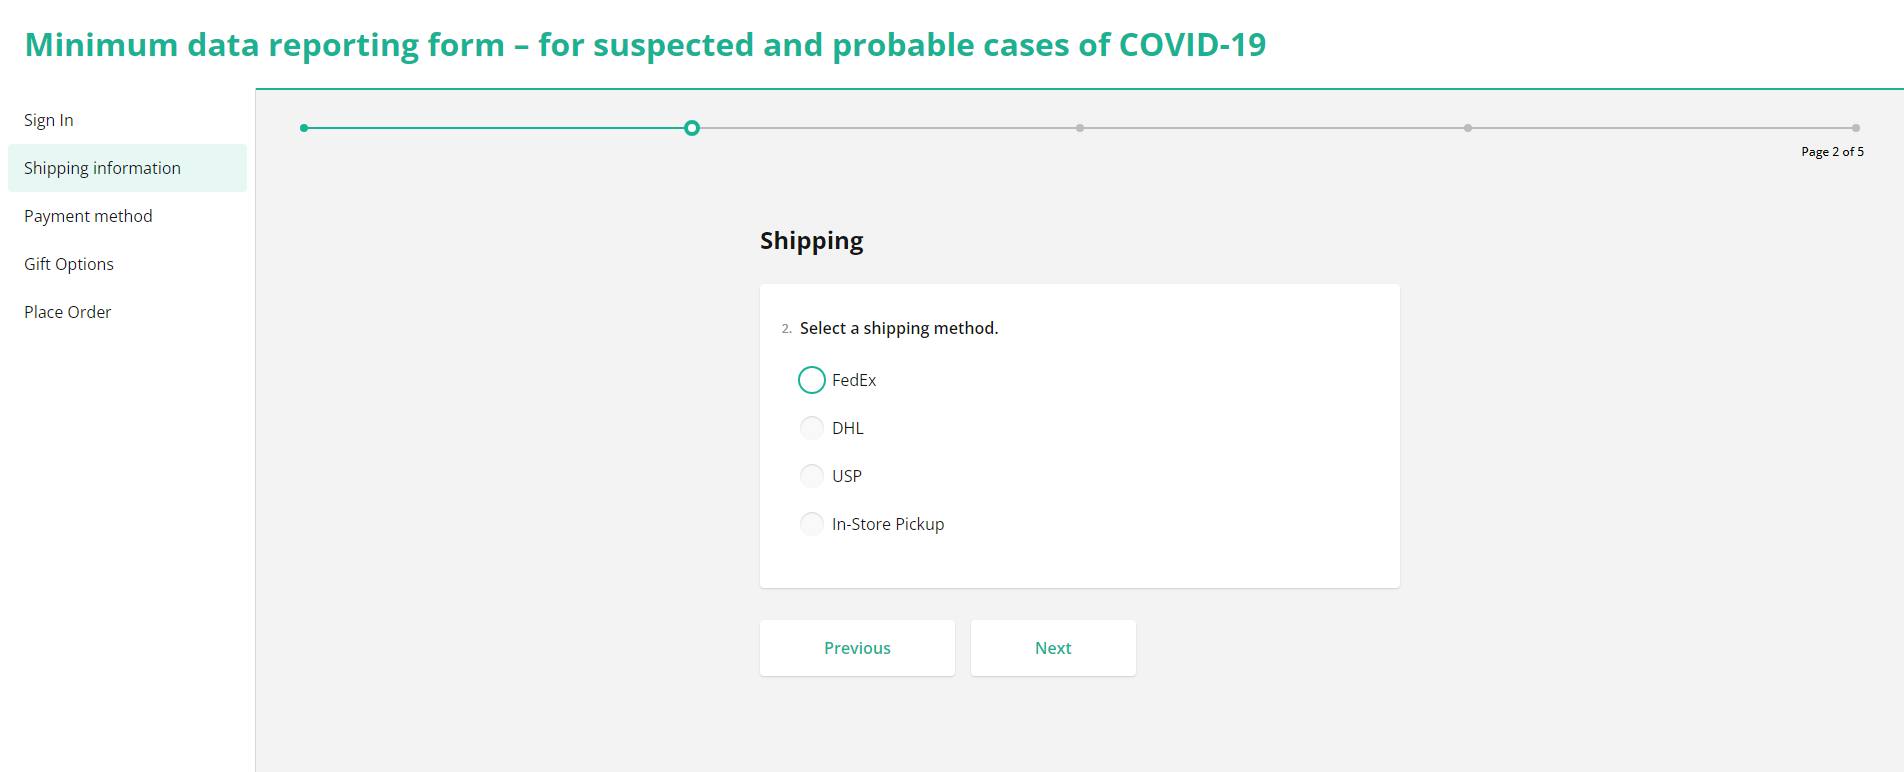 Minimum data reporting form – for suspected and probable cases of COVID-19
Sign In
Shipping information
Payment method
Gift Options
Place Order
Page 2 of 5
Shipping
2. Select a shipping method.
FedEx
DHL
USP
In-Store Pickup
Previous
Next